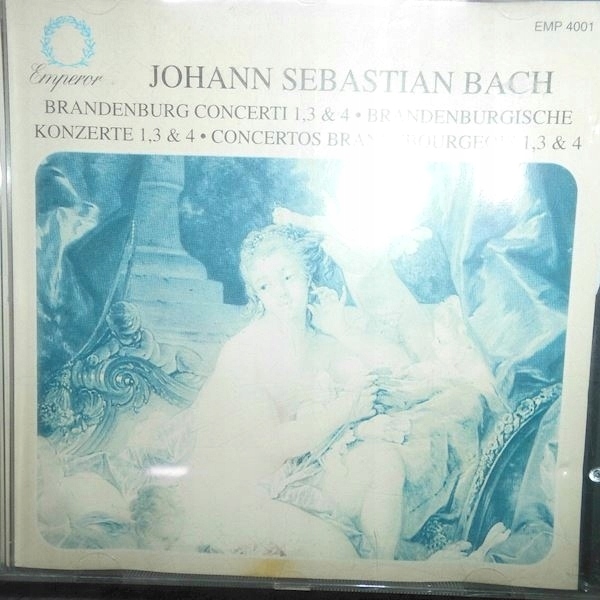 EMP 4001
Emperor
JOHANN SEBASTIAN BACH
BRANDENBURG CONCERTI 1,3 & 4 • BRANDENBURGISCHE
KONZERTE 1,3 & 4 • CONCERTOS 1,3 & 4